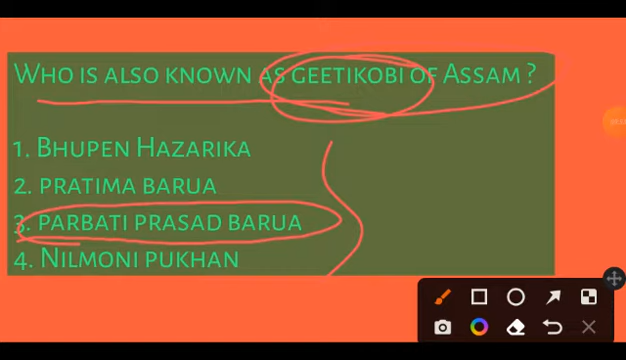 Who is also known as geetikobi of Assam ?
1. Bhupen Hazarika
2. pratima barua
3. parbati prasad barua
4. Nilmoni pukhan